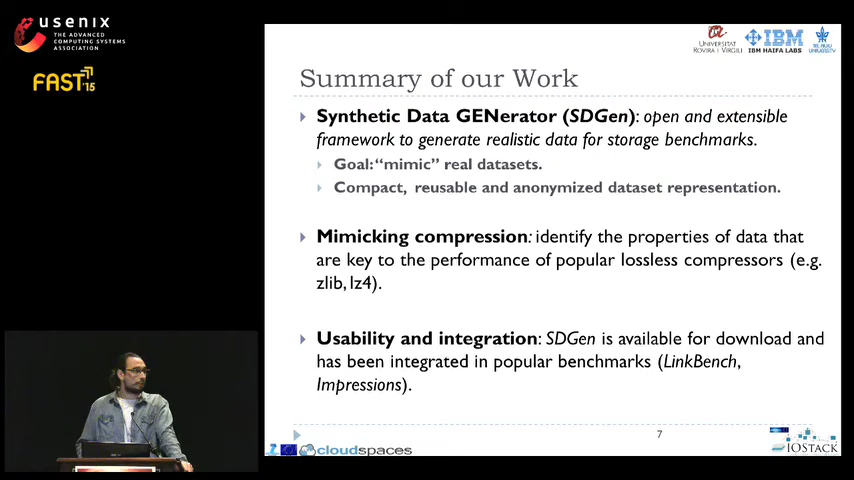 usenix
THE ADVANCED
COMPUTING SYSTEMS
ASSOCIATION
FAST '15
UNIVERSITAT
ROVIRA I VIRGILI
IBM
IBM HAIFA LABS
TEL AVIV
UNIVERSITY
Summary of our Work
Synthetic Data GENerator (SDGen): open and extensible
framework to generate realistic data for storage benchmarks.
Goal: “mimic” real datasets.
Compact, reusable and anonymized dataset representation.
Mimicking compression: identify the properties of data that
are key to the performance of popular lossless compressors (e.g.
zlib, lz4).
Usability and integration: SDGen is available for download and
has been integrated in popular benchmarks (LinkBench,
Impressions).
7
cloudspaces
IOStack